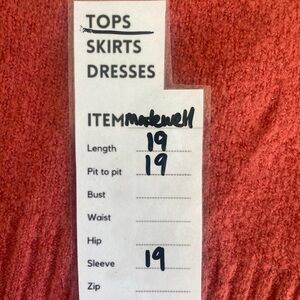 TOPS
SKIRTS
DRESSES
ITEM madewell
Length 19
Pit to pit 19
Bust
Waist
Hip
Sleeve 19
Zip